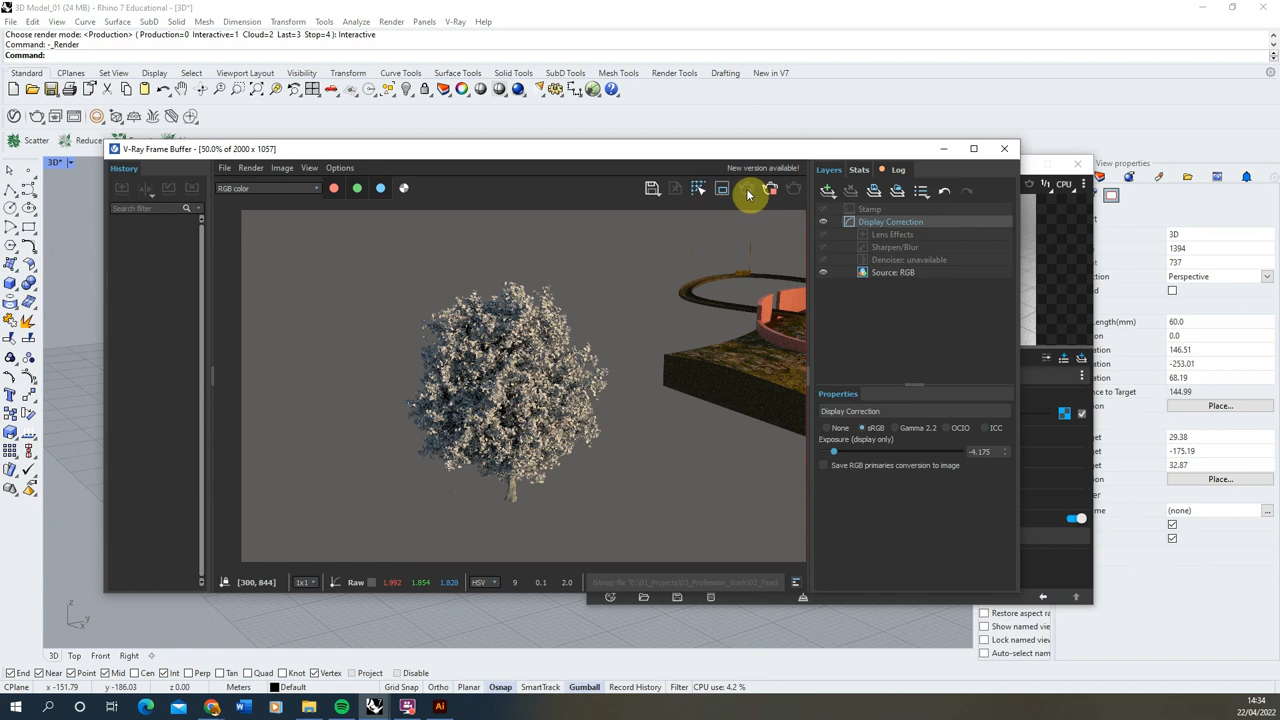 3D Model_01 (24 MB) - Rhino 7 Educational - [3D*]
File Edit View Curve Surface SubD Solid Mesh Dimension Transform Tools Analyze Render Panels V-Ray Help
Choose render mode: <Production> ( Production=0 Interactive=1 Cloud=2 Last=3 Stop=4 ): Interactive
Command: -_Render
Command:
Standard CPlanes Set View Display Select Viewport Layout Visibility Transform Curve Tools Surface Tools Solid Tools SubD Tools Mesh Tools Render Tools Drafting New in V7
Scatter Reduce
3D*
V-Ray Frame Buffer - [50.0% of 2000 x 1057]
View properties
History
File Render Image View Options
New version available!
Layers Stats Log
1/1 CPU
RGB color
Search filter
Stamp
Display Correction
Lens Effects
Sharpen/Blur
Denoiser: unavailable
Source: RGB
3D
1394
737
Perspective
Length(mm) 60.0
0.0
146.51
-253.01
68.19
144.99
Place...
29.38
-175.19
32.87
Place...
(none) ...
Properties
Display Correction
None sRGB Gamma 2.2 OCIO ICC
Exposure (display only)
-4.175
Save RGB primaries conversion to image
[300, 844] 1x1 Raw 1.992 1.854 1.828 HSV 9 0.1 2.0
z
x y
Restore aspect ra
Show named view
Lock named view
Auto-select nam
3D Top Front Right
End Near Point Mid Cen Int Perp Tan Quad Knot Vertex Project Disable
CPlane x -151.79 y -186.03 z 0.00 Meters Default Grid Snap Ortho Planar Osnap SmartTrack Gumball Record History Filter CPU use: 4.2 %
14:34
22/04/2022